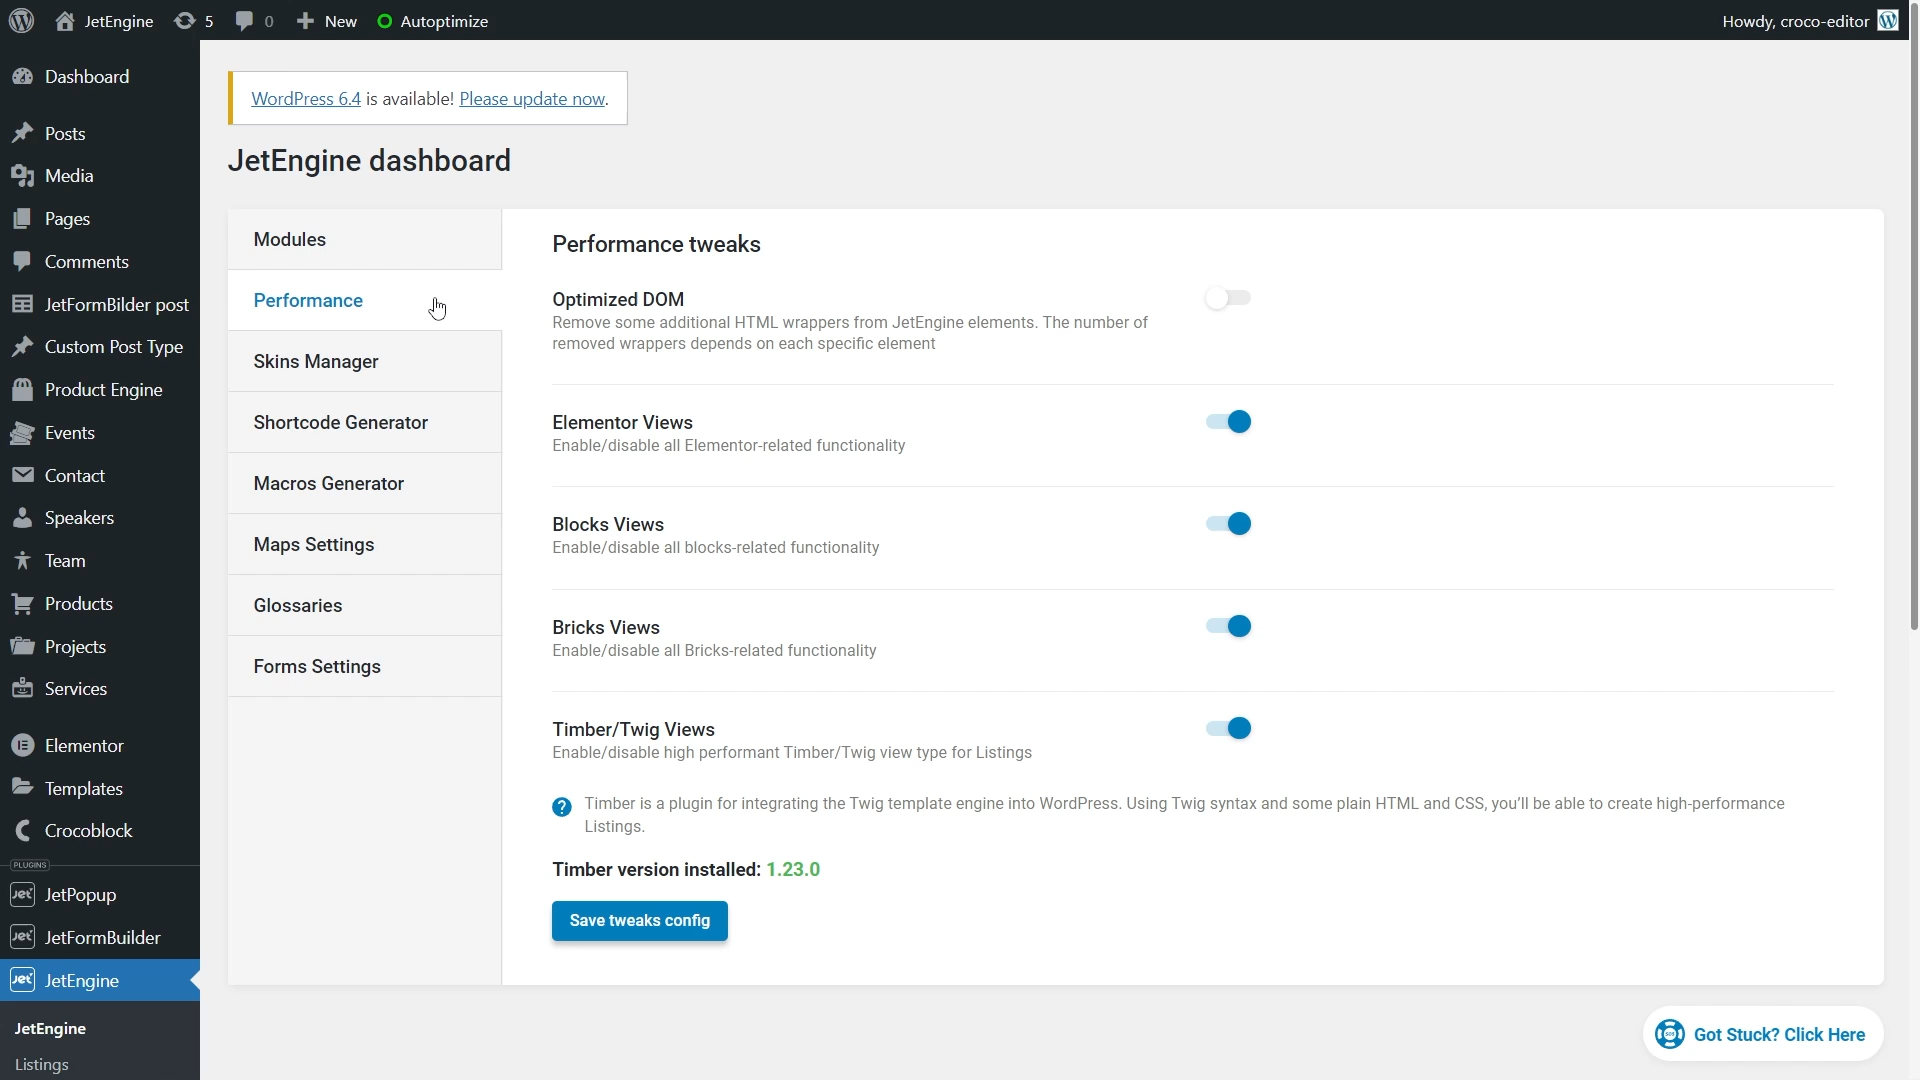 JetEngine 5 0 New Autoptimize Howdy, croco-editor
Dashboard
Posts
Media
Pages
Comments
JetFormBilder post
Custom Post Type
Product Engine
Events
Contact
Speakers
Team
Products
Projects
Services
Elementor
Templates
Crocoblock
PLUGINS
Jet JetPopup
Jet JetFormBuilder
Jet JetEngine
JetEngine
Listings
WordPress 6.4 is available! Please update now.
JetEngine dashboard
Modules
Performance
Skins Manager
Shortcode Generator
Macros Generator
Maps Settings
Glossaries
Forms Settings
Performance tweaks
Optimized DOM
Remove some additional HTML wrappers from JetEngine elements. The number of
removed wrappers depends on each specific element
Elementor Views
Enable/disable all Elementor-related functionality
Blocks Views
Enable/disable all blocks-related functionality
Bricks Views
Enable/disable all Bricks-related functionality
Timber/Twig Views
Enable/disable high performant Timber/Twig view type for Listings
? Timber is a plugin for integrating the Twig template engine into WordPress. Using Twig syntax and some plain HTML and CSS, you'll be able to create high-performance
Listings.
Timber version installed: 1.23.0
Save tweaks config
SOS Got Stuck? Click Here